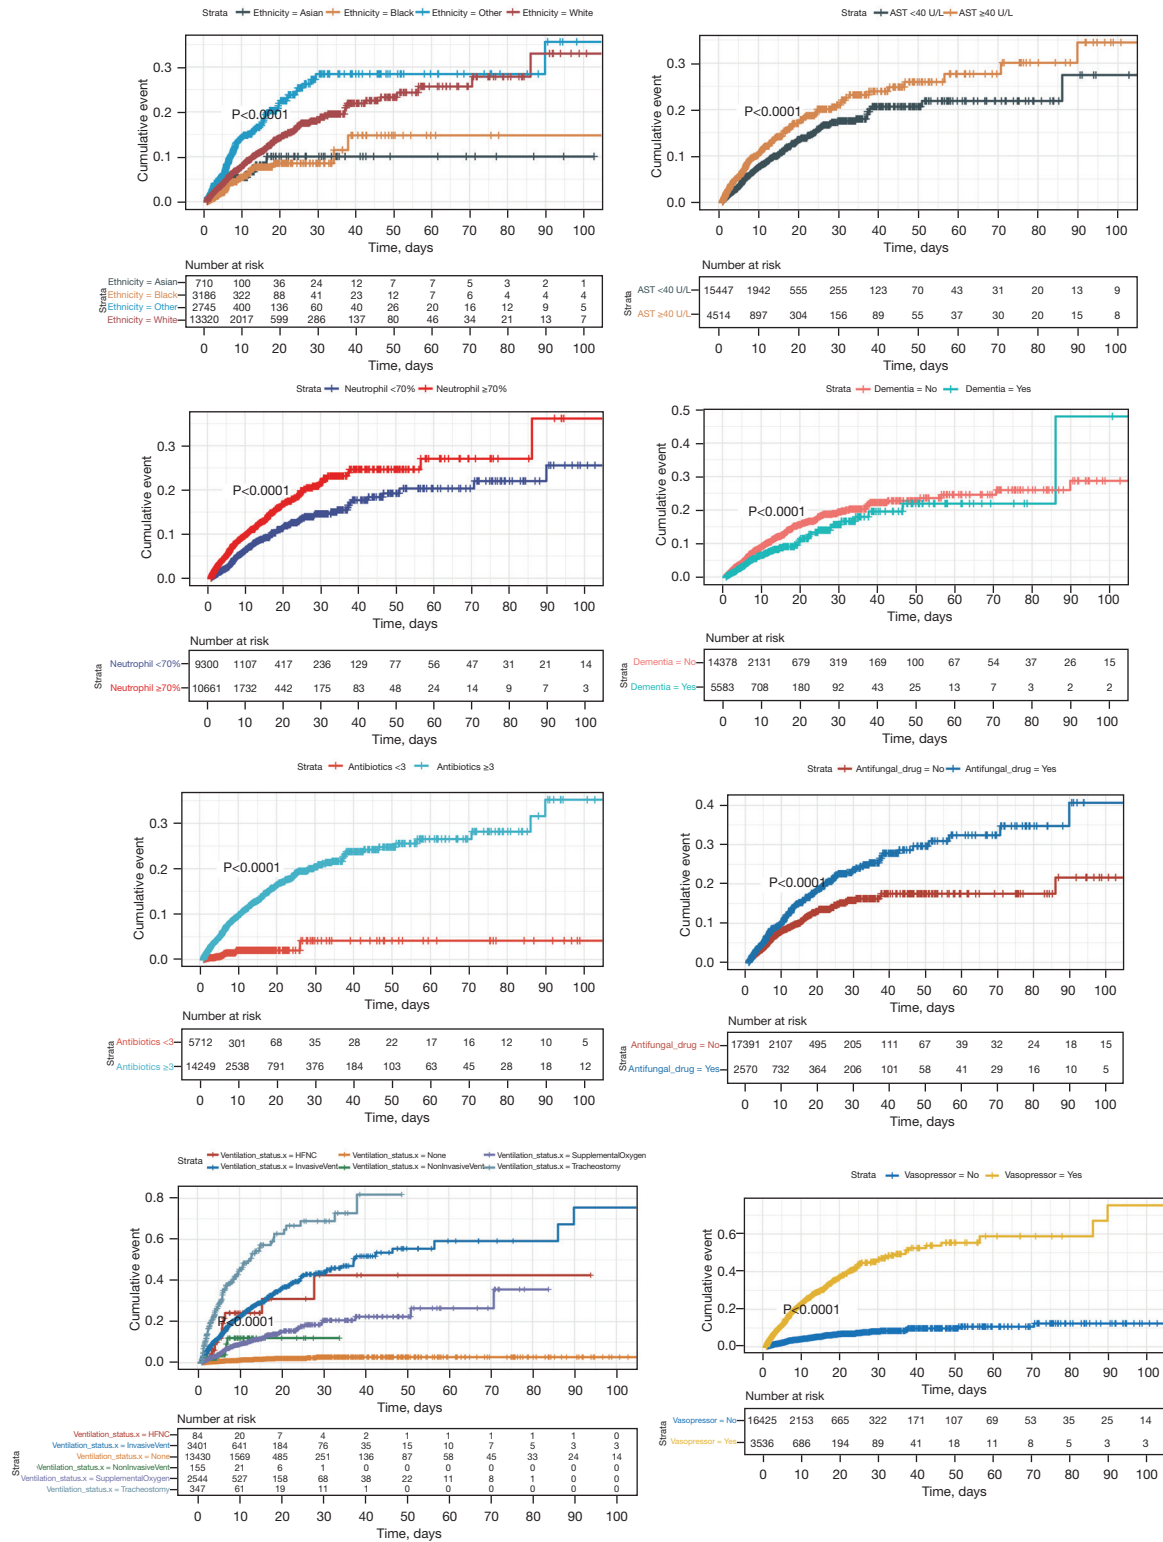 Strata Ethnicity = Asian Ethnicity = Black Ethnicity = Other Ethnicity = White
Cumulative event
0.3
0.2
0.1
0.0
P<0.0001
0 10 20 30 40 50 60 70 80 90 100
Time, days
Number at risk
Strata
Ethnicity = Asian 710 100 36 24 12 7 7 5 3 2 1
Ethnicity = Black 3186 322 88 41 23 12 7 6 4 4 4
Ethnicity = Other 2745 400 136 60 40 26 20 16 12 9 5
Ethnicity = White 13320 2017 599 286 137 80 46 34 21 13 7
0 10 20 30 40 50 60 70 80 90 100
Time, days
Strata AST <40 U/L AST ≥40 U/L
Cumulative event
0.3
0.2
0.1
0.0
P<0.0001
0 10 20 30 40 50 60 70 80 90 100
Time, days
Number at risk
Strata
AST <40 U/L 15447 1942 555 255 123 70 43 31 20 13 9
AST ≥40 U/L 4514 897 304 156 89 55 37 30 20 15 8
0 10 20 30 40 50 60 70 80 90 100
Time, days
Strata Neutrophil <70% Neutrophil ≥70%
Cumulative event
0.3
0.2
0.1
0.0
P<0.0001
0 10 20 30 40 50 60 70 80 90 100
Time, days
Number at risk
Strata
Neutrophil <70% 9300 1107 417 236 129 77 56 47 31 21 14
Neutrophil ≥70% 10661 1732 442 175 83 48 24 14 9 7 3
0 10 20 30 40 50 60 70 80 90 100
Time, days
Strata Dementia = No Dementia = Yes
Cumulative event
0.5
0.4
0.3
0.2
0.1
0.0
P<0.0001
0 10 20 30 40 50 60 70 80 90 100
Time, days
Number at risk
Strata
Dementia = No 14378 2131 679 319 169 100 67 54 37 26 15
Dementia = Yes 5583 708 180 92 43 25 13 7 3 2 2
0 10 20 30 40 50 60 70 80 90 100
Time, days
Strata Antibiotics <3 Antibiotics ≥3
Cumulative event
0.3
0.2
0.1
0.0
P<0.0001
0 10 20 30 40 50 60 70 80 90 100
Time, days
Number at risk
Strata
Antibiotics <3 5712 301 68 35 28 22 17 16 12 10 5
Antibiotics ≥3 14249 2538 791 376 184 103 63 45 28 18 12
0 10 20 30 40 50 60 70 80 90 100
Time, days
Strata Antifungal_drug = No Antifungal_drug = Yes
Cumulative event
0.4
0.3
0.2
0.1
0.0
P<0.0001
0 10 20 30 40 50 60 70 80 90 100
Time, days
Number at risk
Strata
Antifungal_drug = No 17391 2107 495 205 111 67 39 32 24 18 15
Antifungal_drug = Yes 2570 732 364 206 101 58 41 29 16 10 5
0 10 20 30 40 50 60 70 80 90 100
Time, days
Strata Ventilation_status.x = HFNC Ventilation_status.x = None Ventilation_status.x = SupplementalOxygen
Ventilation_status.x = InvasiveVent Ventilation_status.x = NonInvasiveVent Ventilation_status.x = Tracheostomy
Cumulative event
0.8
0.6
0.4
0.2
0.0
P<0.0001
0 10 20 30 40 50 60 70 80 90 100
Time, days
Number at risk
Strata
Ventilation_status.x = HFNC 84 20 7 4 2 1 1 1 1 1 0
Ventilation_status.x = InvasiveVent 3401 641 184 76 35 15 10 7 5 3 3
Ventilation_status.x = None 13430 1569 485 251 136 87 58 45 33 24 14
Ventilation_status.x = NonInvasiveVent 155 21 6 1 0 0 0 0 0 0 0
Ventilation_status.x = SupplementalOxygen 2544 527 158 68 38 22 11 8 1 0 0
Ventilation_status.x = Tracheostomy 347 61 19 11 1 0 0 0 0 0 0
0 10 20 30 40 50 60 70 80 90 100
Time, days
Strata Vasopressor = No Vasopressor = Yes
Cumulative event
0.6
0.4
0.2
0.0
P<0.0001
0 10 20 30 40 50 60 70 80 90 100
Time, days
Number at risk
Strata
Vasopressor = No 16425 2153 665 322 171 107 69 53 35 25 14
Vasopressor = Yes 3536 686 194 89 41 18 11 8 5 3 3
0 10 20 30 40 50 60 70 80 90 100
Time, days